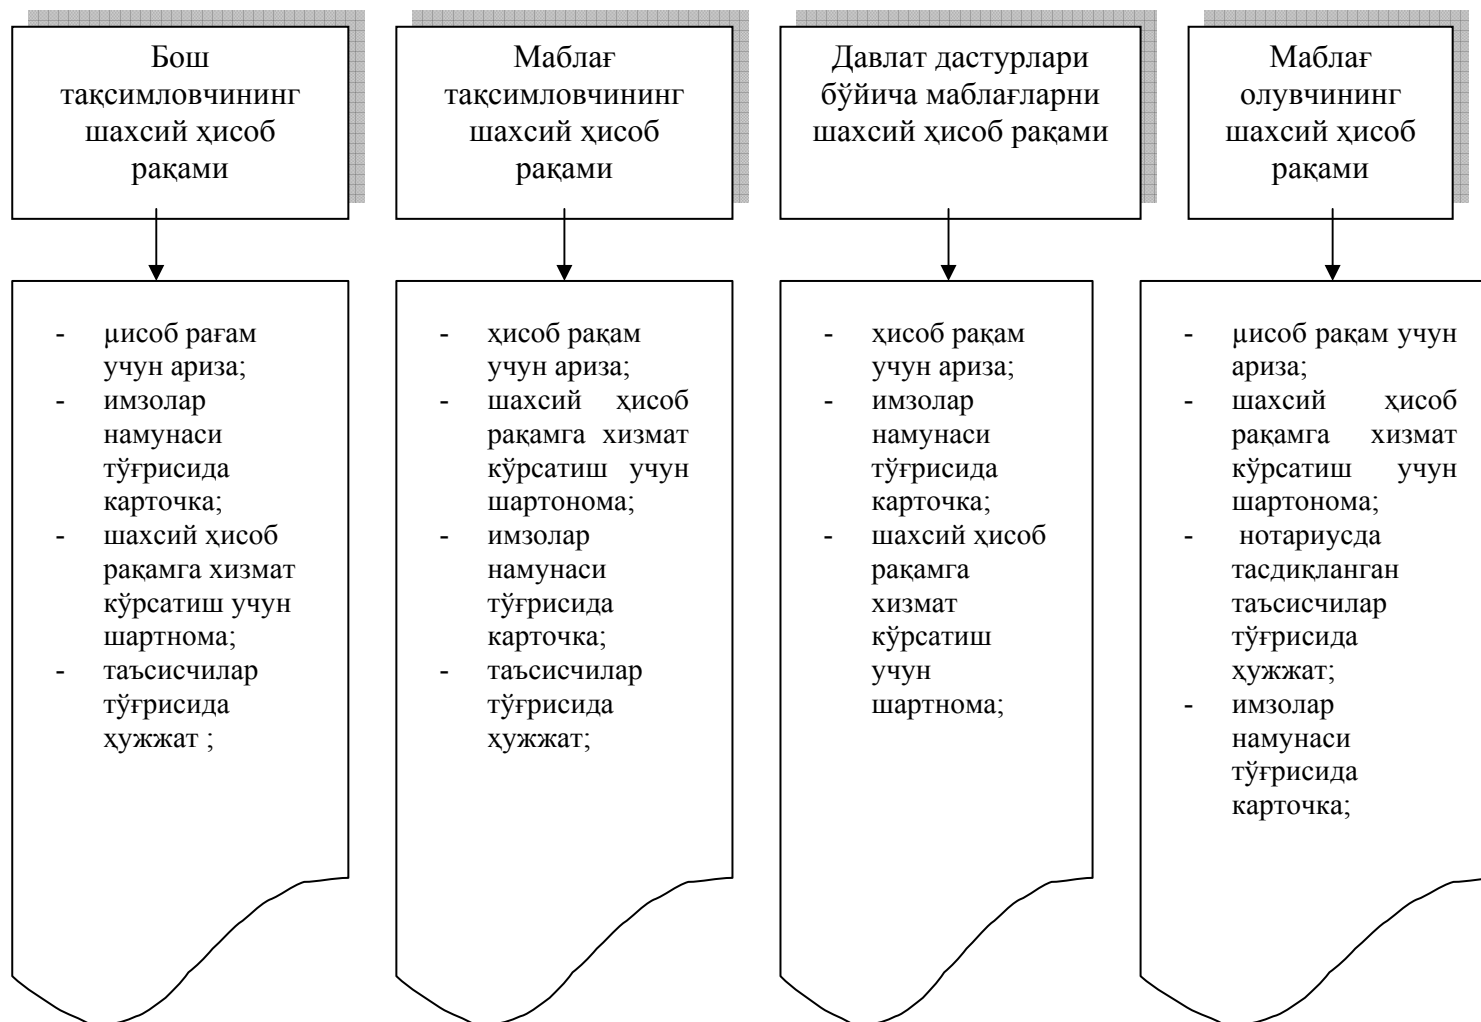 Бош
тақсимловчининг
шахсий ҳисоб
рақами
Маблағ
тақсимловчининг
шахсий ҳисоб
рақами
Давлат дастурлари
бўйича маблағларни
шахсий ҳисоб рақами
Маблағ
олувчининг
шахсий ҳисоб
рақами
- µисоб рағам
учун ариза;
- имзолар
намунаси
тўғрисида
карточка;
- шахсий ҳисоб
рақамга хизмат
кўрсатиш учун
шартнома;
- таъсисчилар
тўғрисида
ҳужжат ;
- ҳисоб рақам
учун ариза;
- шахсий ҳисоб
рақамга хизмат
кўрсатиш учун
шартонома;
- имзолар
намунаси
тўғрисида
карточка;
- таъсисчилар
тўғрисида
ҳужжат;
- ҳисоб рақам
учун ариза;
- имзолар
намунаси
тўғрисида
карточка;
- шахсий ҳисоб
рақамга
хизмат
кўрсатиш
учун
шартнома;
- µисоб рақам учун
ариза;
- шахсий ҳисоб
рақамга хизмат
кўрсатиш учун
шартонома;
- нотариусда
тасдиқланган
таъсисчилар
тўғрисида
ҳужжат;
- имзолар
намунаси
тўғрисида
карточка;